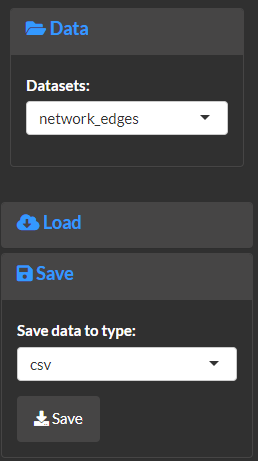 Data
Datasets:
network_edges
Load
Save
Save data to type:
csv
Save